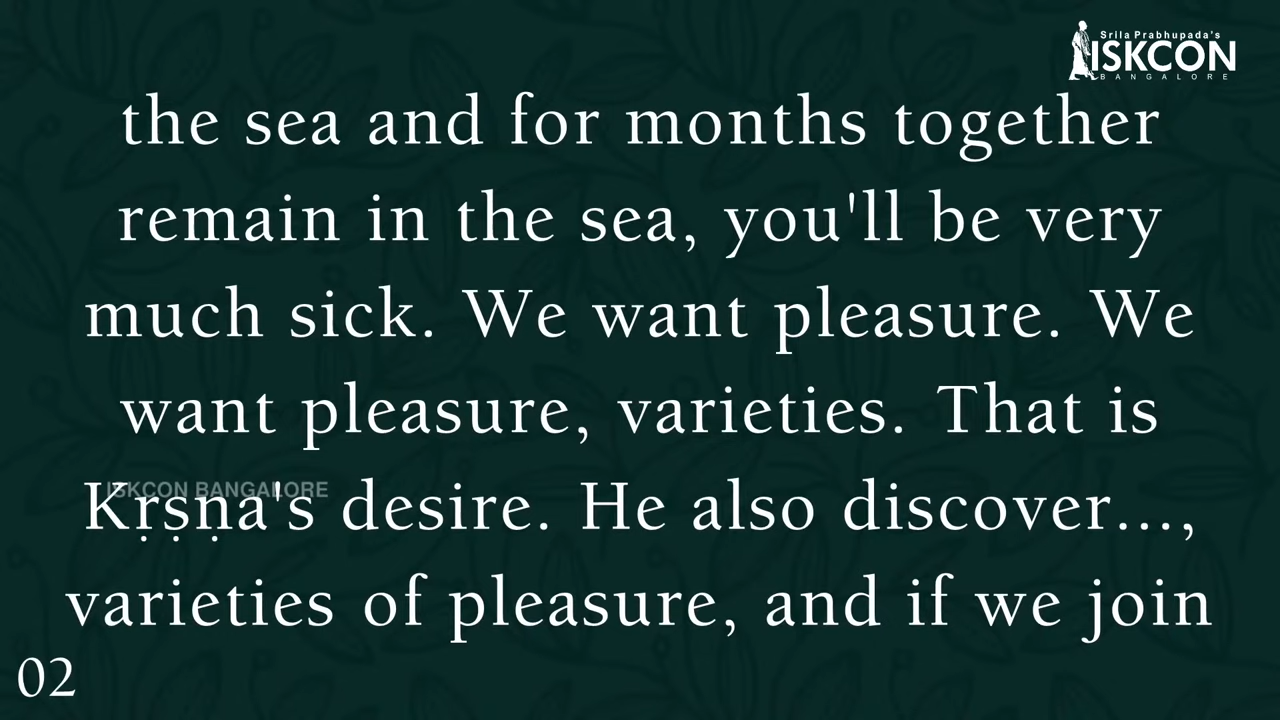 Srila Prabhupada's
ISKCON
BANGALORE
the sea and for months together
remain in the sea, you'll be very
much sick. We want pleasure. We
want pleasure, varieties. That is
ISKCON BANGALORE
Kṛṣṇa's desire. He also discover...,
varieties of pleasure, and if we join
02